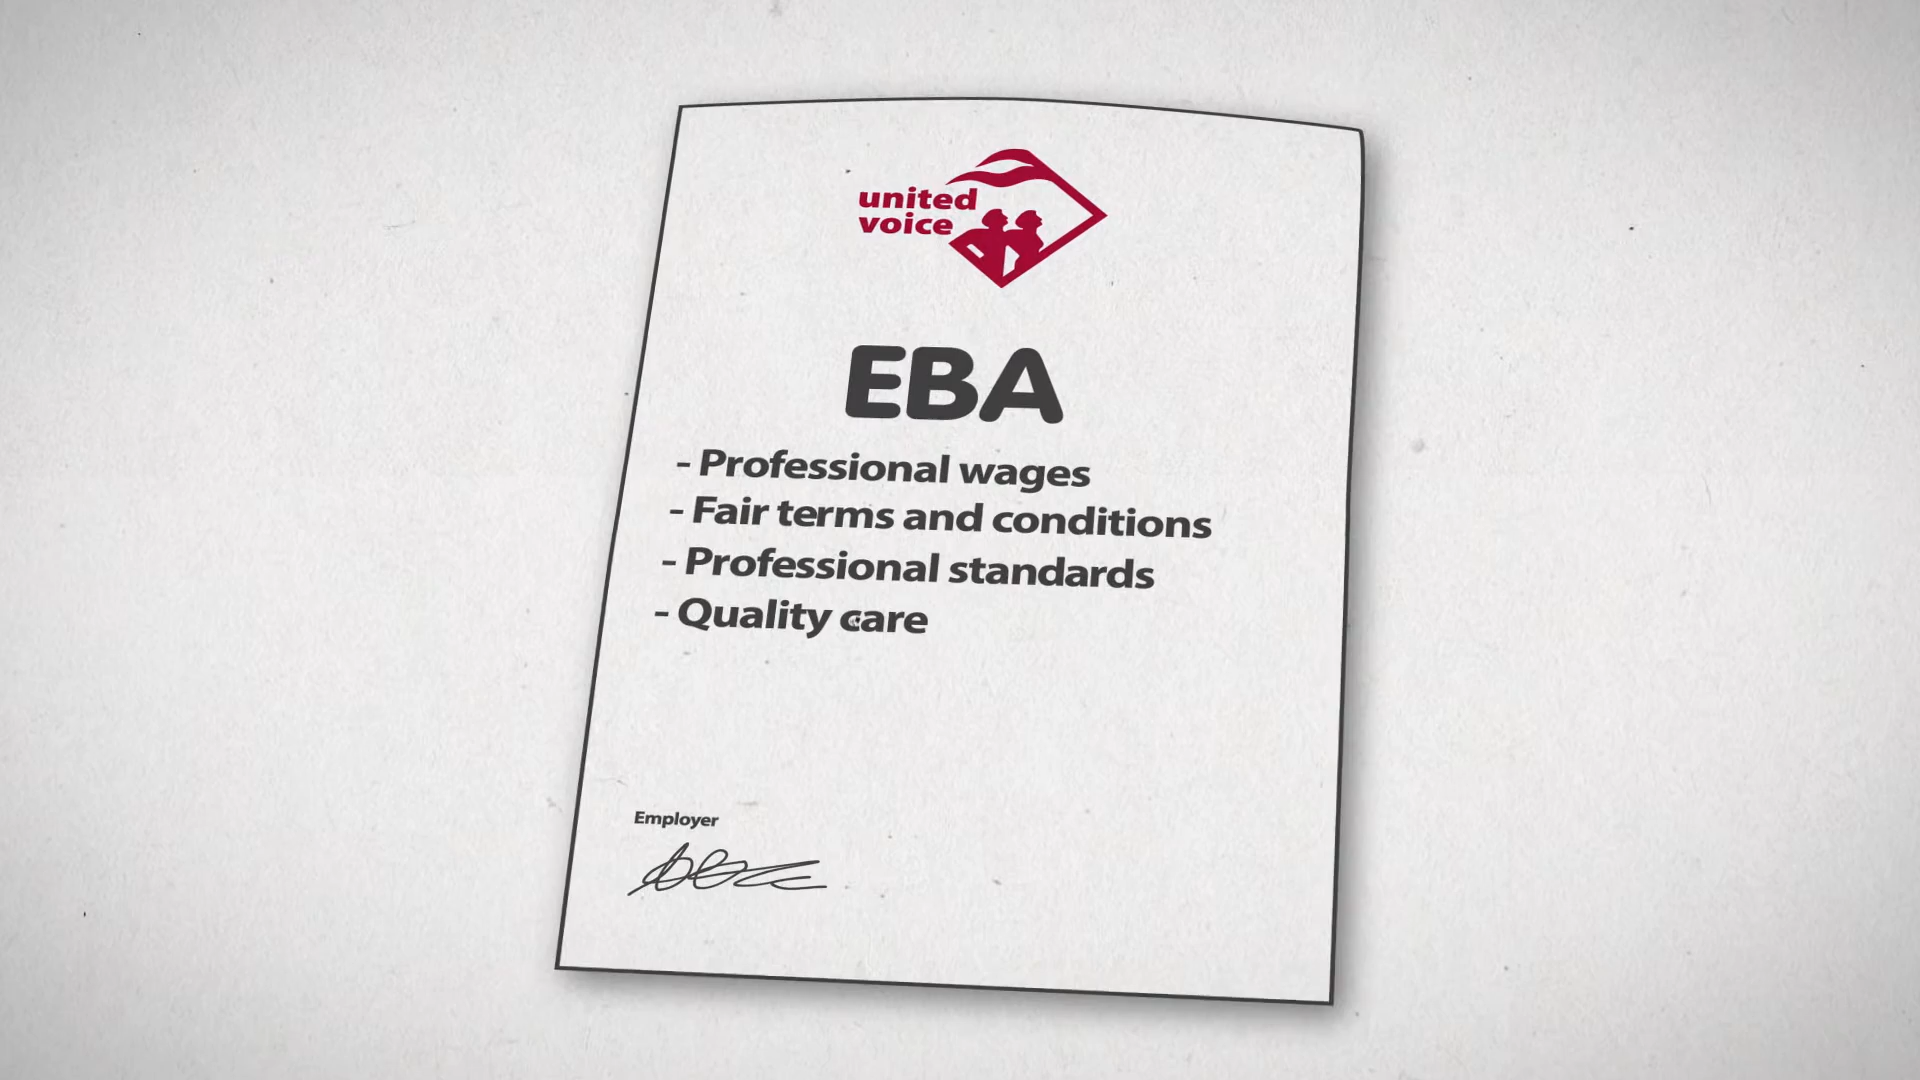 united
voice
EBA
- Professional wages
- Fair terms and conditions
- Professional standards
- Quality care
Employer